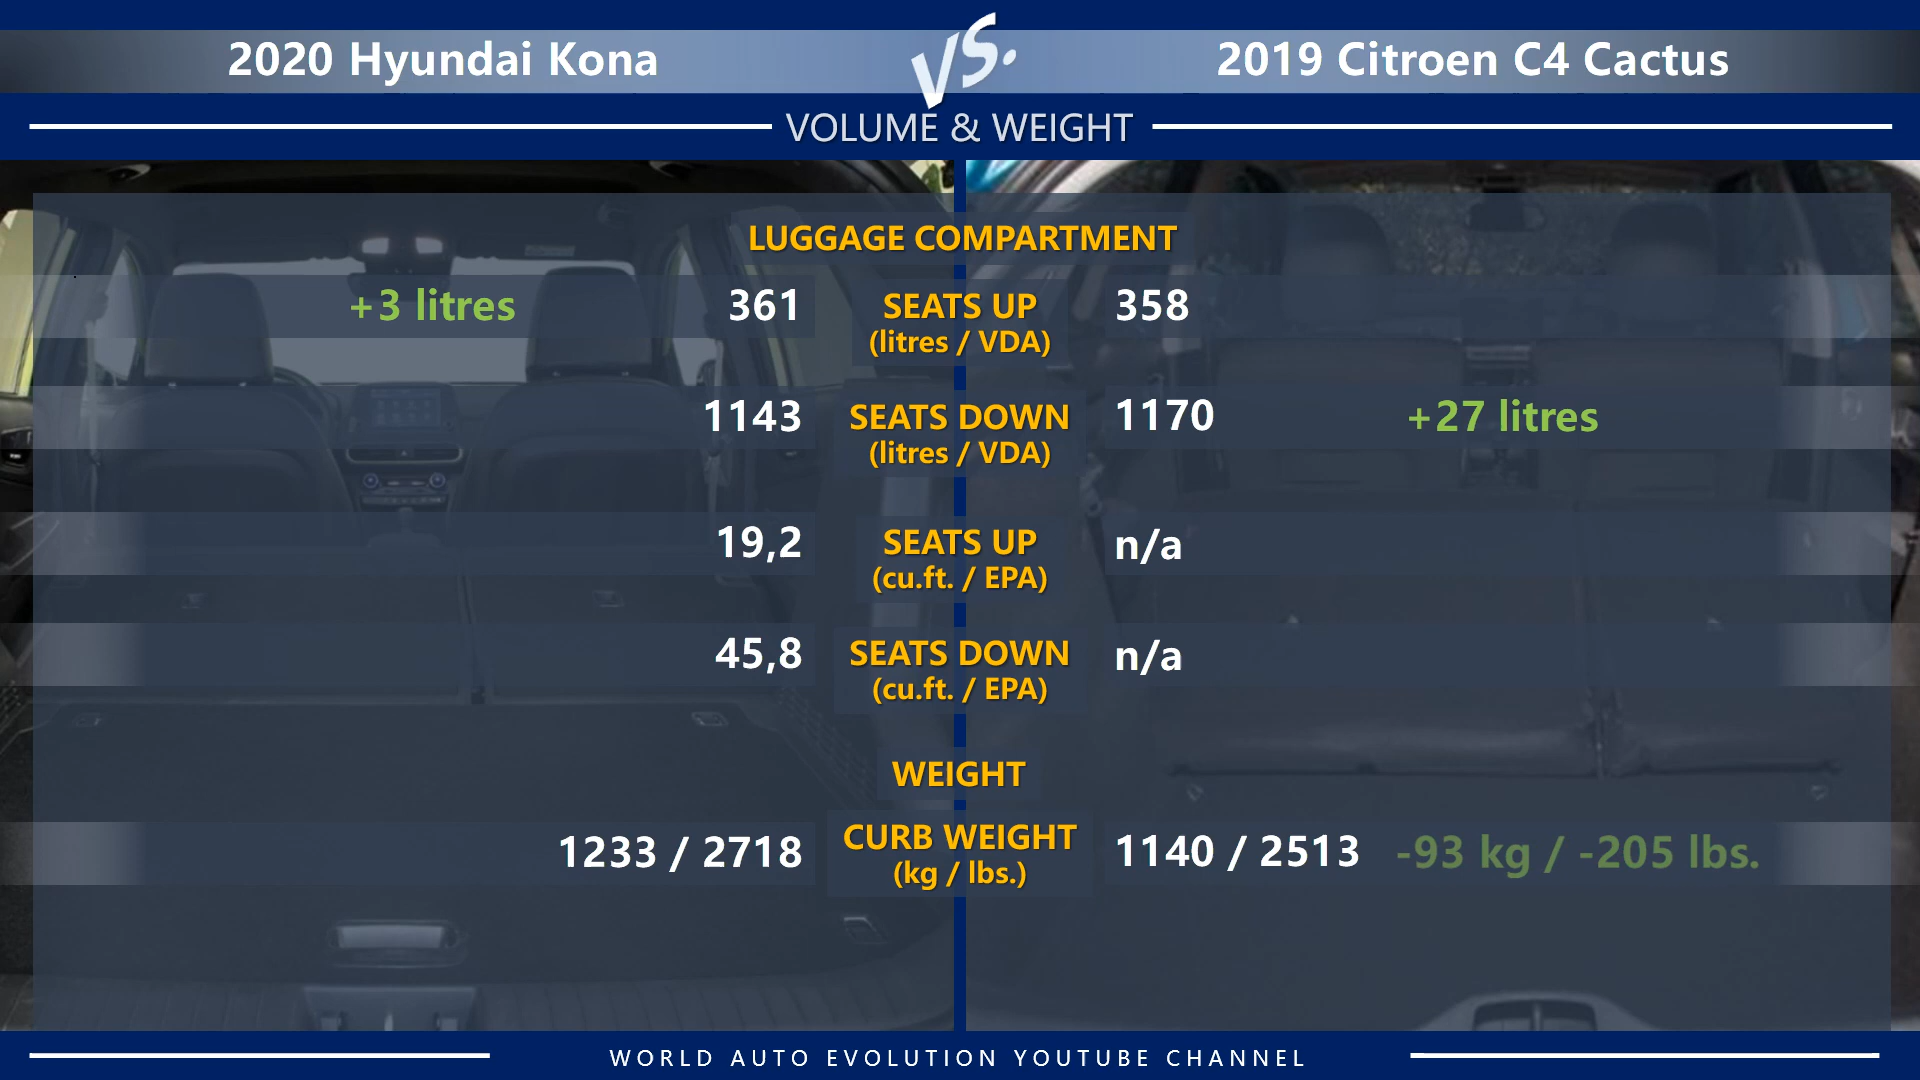 2020 Hyundai Kona VS. 2019 Citroen C4 Cactus
VOLUME & WEIGHT
LUGGAGE COMPARTMENT
+3 litres 361 SEATS UP 358
(litres / VDA)
1143 SEATS DOWN 1170 +27 litres
(litres / VDA)
19,2 SEATS UP n/a
(cu.ft. / EPA)
45,8 SEATS DOWN n/a
(cu.ft. / EPA)
WEIGHT
1233 / 2718 CURB WEIGHT 1140 / 2513 -93 kg / -205 lbs.
(kg / lbs.)
WORLD AUTO EVOLUTION YOUTUBE CHANNEL